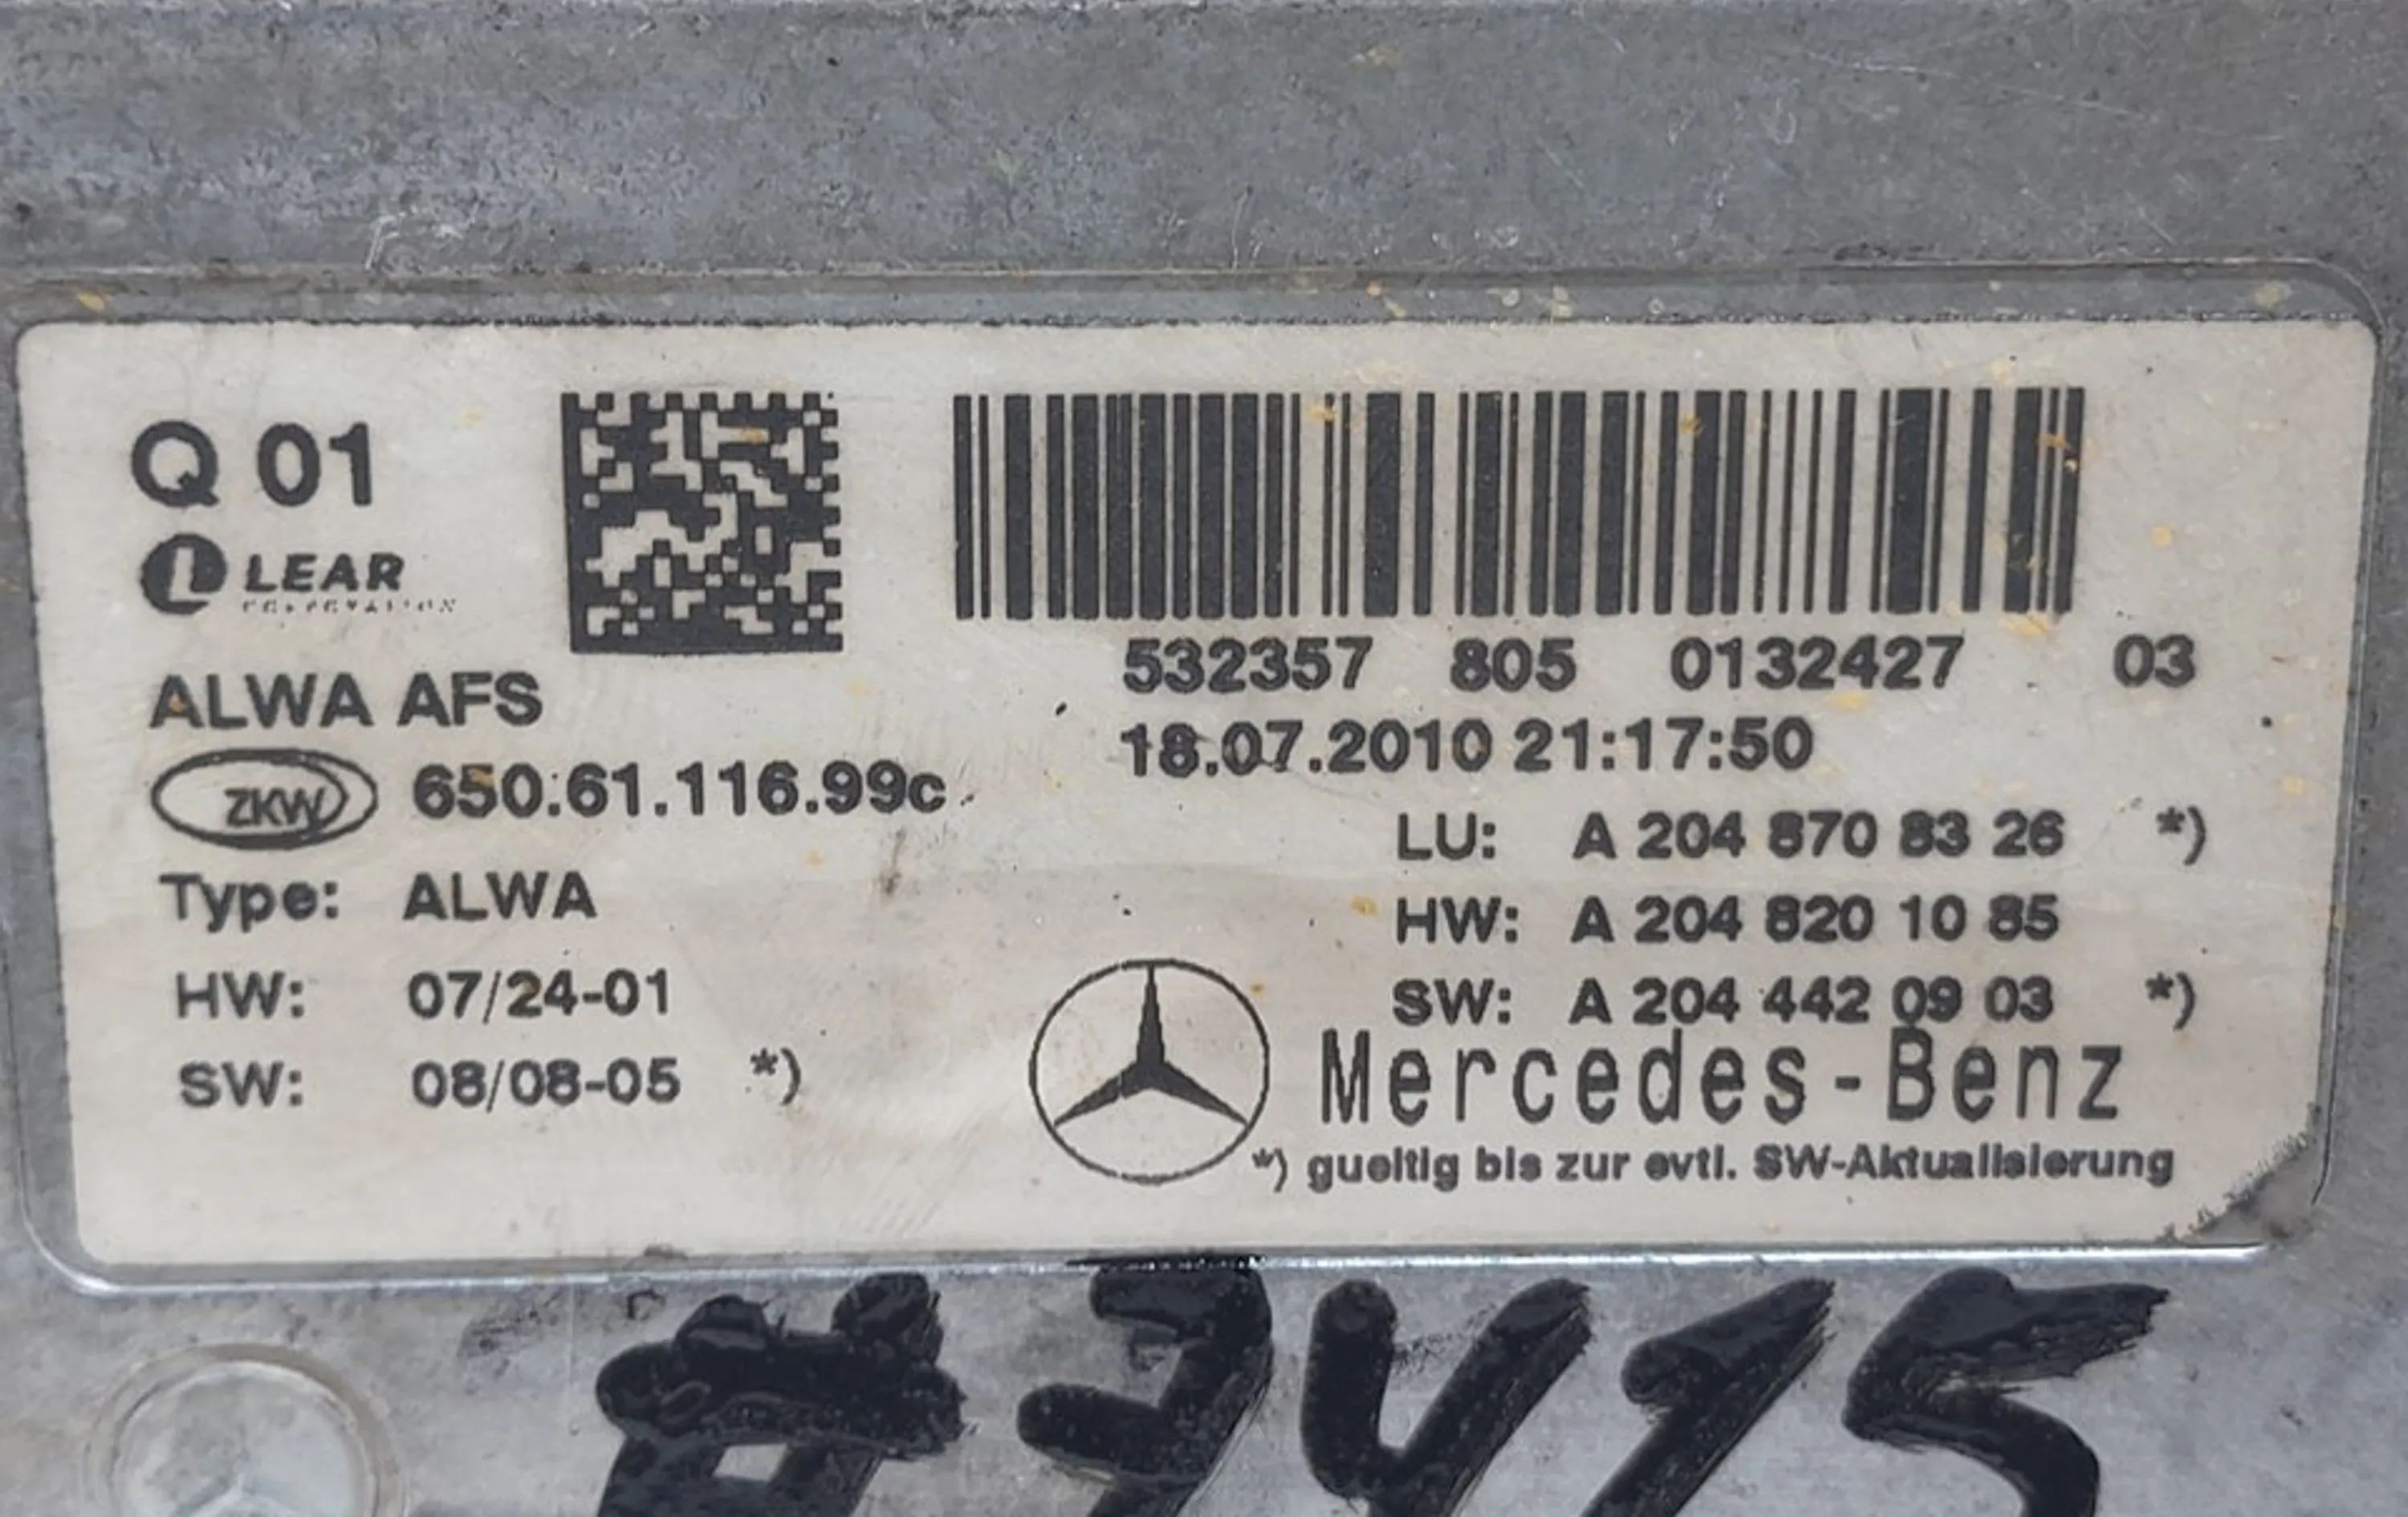 Q 01
LEAR
CORPORATION
ALWA AFS
ZKW 650.61.116.99c
Type: ALWA
HW: 07/24-01
SW: 08/08-05 *)
532357 805 0132427 03
18.07.2010 21:17:50
LU: A 204 870 83 26 *)
HW: A 204 820 10 85
SW: A 204 442 09 03 *)
Mercedes-Benz
*) gueltig bis zur evtl. SW-Aktualisierung